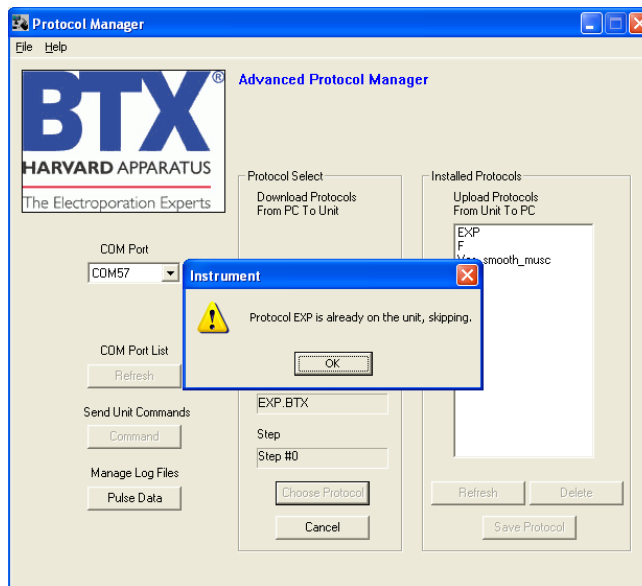 Protocol Manager
File Help
BTX®
HARVARD APPARATUS
The Electroporation Experts
Advanced Protocol Manager
COM Port
COM57
COM Port List
Refresh
Send Unit Commands
Command
Manage Log Files
Pulse Data
Protocol Select
Download Protocols
From PC To Unit
EXP.BTX
Step
Step #0
Choose Protocol
Cancel
Installed Protocols
Upload Protocols
From Unit To PC
EXP
F
smooth_musc
Refresh Delete
Save Protocol
Instrument
Protocol EXP is already on the unit, skipping.
OK